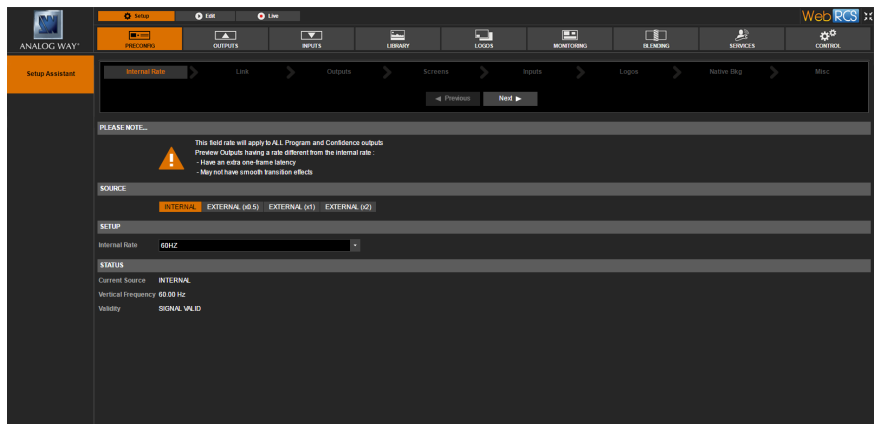 Setup Edit Live Web RCS
ANALOG WAY®
PRECONFIG OUTPUTS INPUTS LIBRARY LOGOS MONITORING BLENDING SERVICES CONTROL
Setup Assistant
Internal Rate Link Outputs Screens Inputs Logos Native Bkg Misc
Previous Next
PLEASE NOTE...
This field rate will apply to ALL Program and Confidence outputs
Preview Outputs having a rate different from the internal rate :
- Have an extra one-frame latency
- May not have smooth transition effects
SOURCE
INTERNAL EXTERNAL (x0.5) EXTERNAL (x1) EXTERNAL (x2)
SETUP
Internal Rate 60HZ
STATUS
Current Source INTERNAL
Vertical Frequency 60.00 Hz
Validity SIGNAL VALID